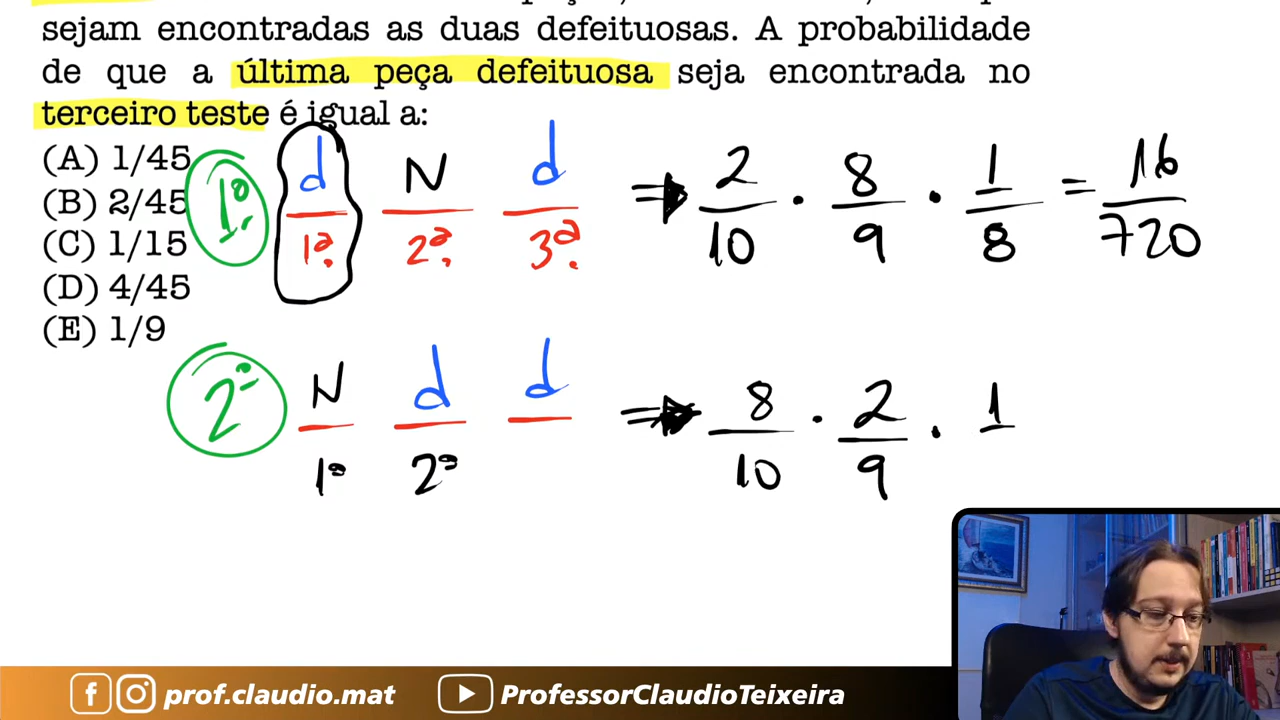 sejam encontradas as duas defeituosas. A probabilidade
de que a última peça defeituosa seja encontrada no
terceiro teste é igual a:
(A) 1/45
(B) 2/45
(C) 1/15
(D) 4/45
(E) 1/9
1º d N d ⇒ 2/10 · 8/9 · 1/8 = 16/720
1ª 2ª 3ª
2º N d d ⇒ 8/10 · 2/9 · 1
1ª 2ª
prof.claudio.mat ProfessorClaudioTeixeira